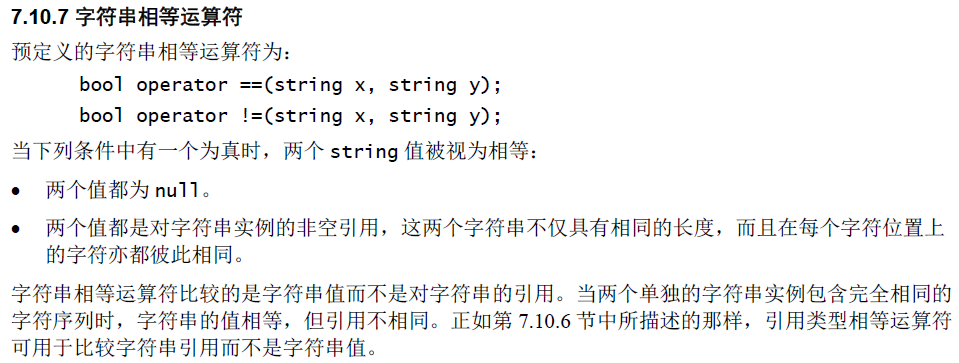 7.10.7 字符串相等运算符
预定义的字符串相等运算符为：
bool operator ==(string x, string y);
bool operator !=(string x, string y);
当下列条件中有一个为真时，两个 string 值被视为相等：
● 两个值都为 null。
● 两个值都是对字符串实例的非空引用，这两个字符串不仅具有相同的长度，而且在每个字符位置上
的字符亦都彼此相同。
字符串相等运算符比较的是字符串值而不是对字符串的引用。当两个单独的字符串实例包含完全相同的
字符序列时，字符串的值相等，但引用不相同。正如第 7.10.6 节中所描述的那样，引用类型相等运算符
可用于比较字符串引用而不是字符串值。